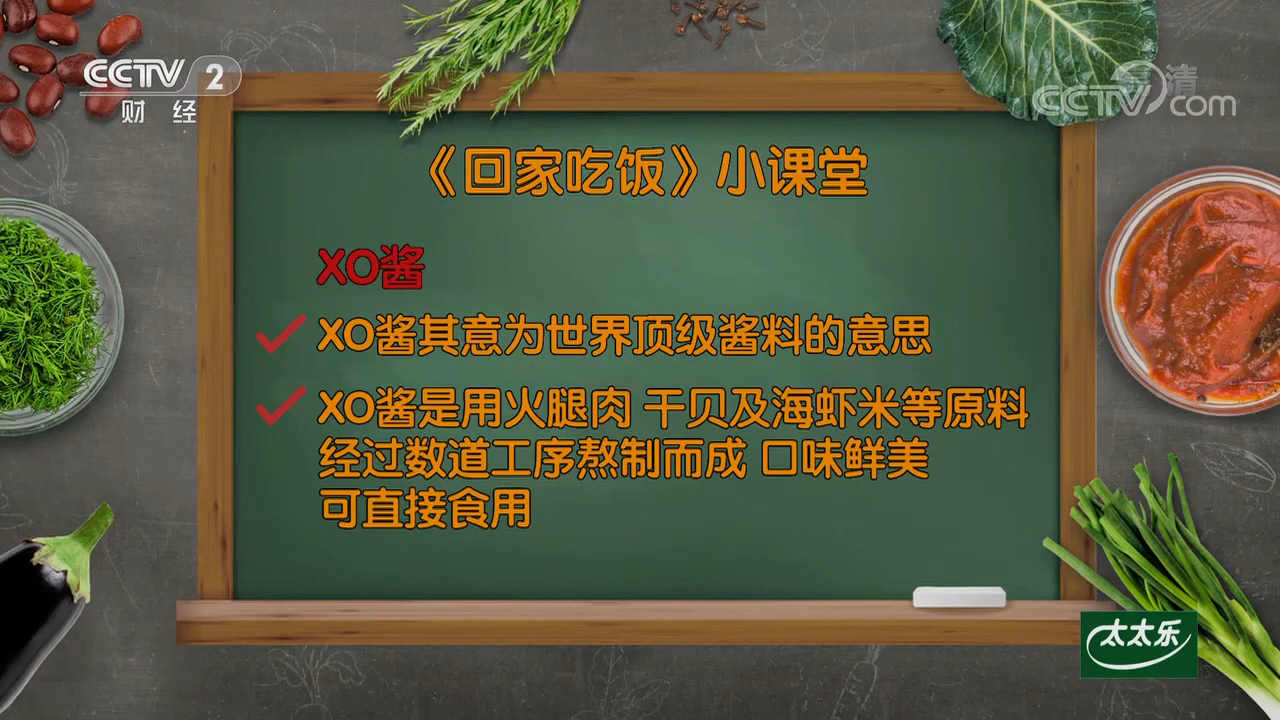 CCTV 2
财经
高清
CCTV.com
《回家吃饭》小课堂
XO酱
XO酱其意为世界顶级酱料的意思
XO酱是用火腿肉 干贝及海虾米等原料
经过数道工序熬制而成 口味鲜美
可直接食用
太太乐